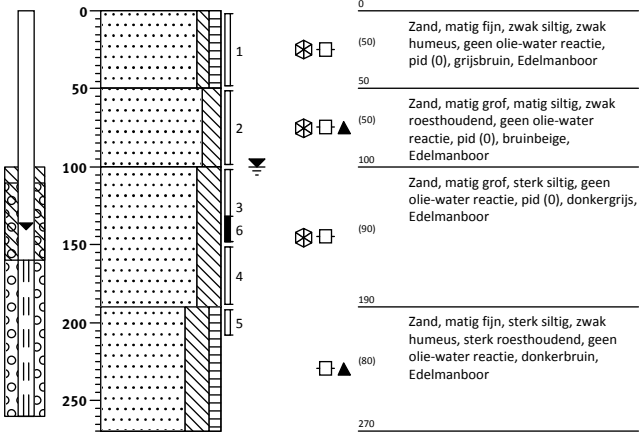 0
0
Zand, matig fijn, zwak siltig, zwak
humeus, geen olie-water reactie,
pid (0), grijsbruin, Edelmanboor
1
(50)
50
50
Zand, matig grof, matig siltig, zwak
roesthoudend, geen olie-water
reactie, pid (0), bruinbeige,
Edelmanboor
2
(50)
100
100
Zand, matig grof, sterk siltig, geen
olie-water reactie, pid (0), donkergrijs,
Edelmanboor
3
6
(90)
150
4
190
200
5
Zand, matig fijn, sterk siltig, zwak
humeus, sterk roesthoudend, geen
olie-water reactie, donkerbruin,
Edelmanboor
(80)
250
270